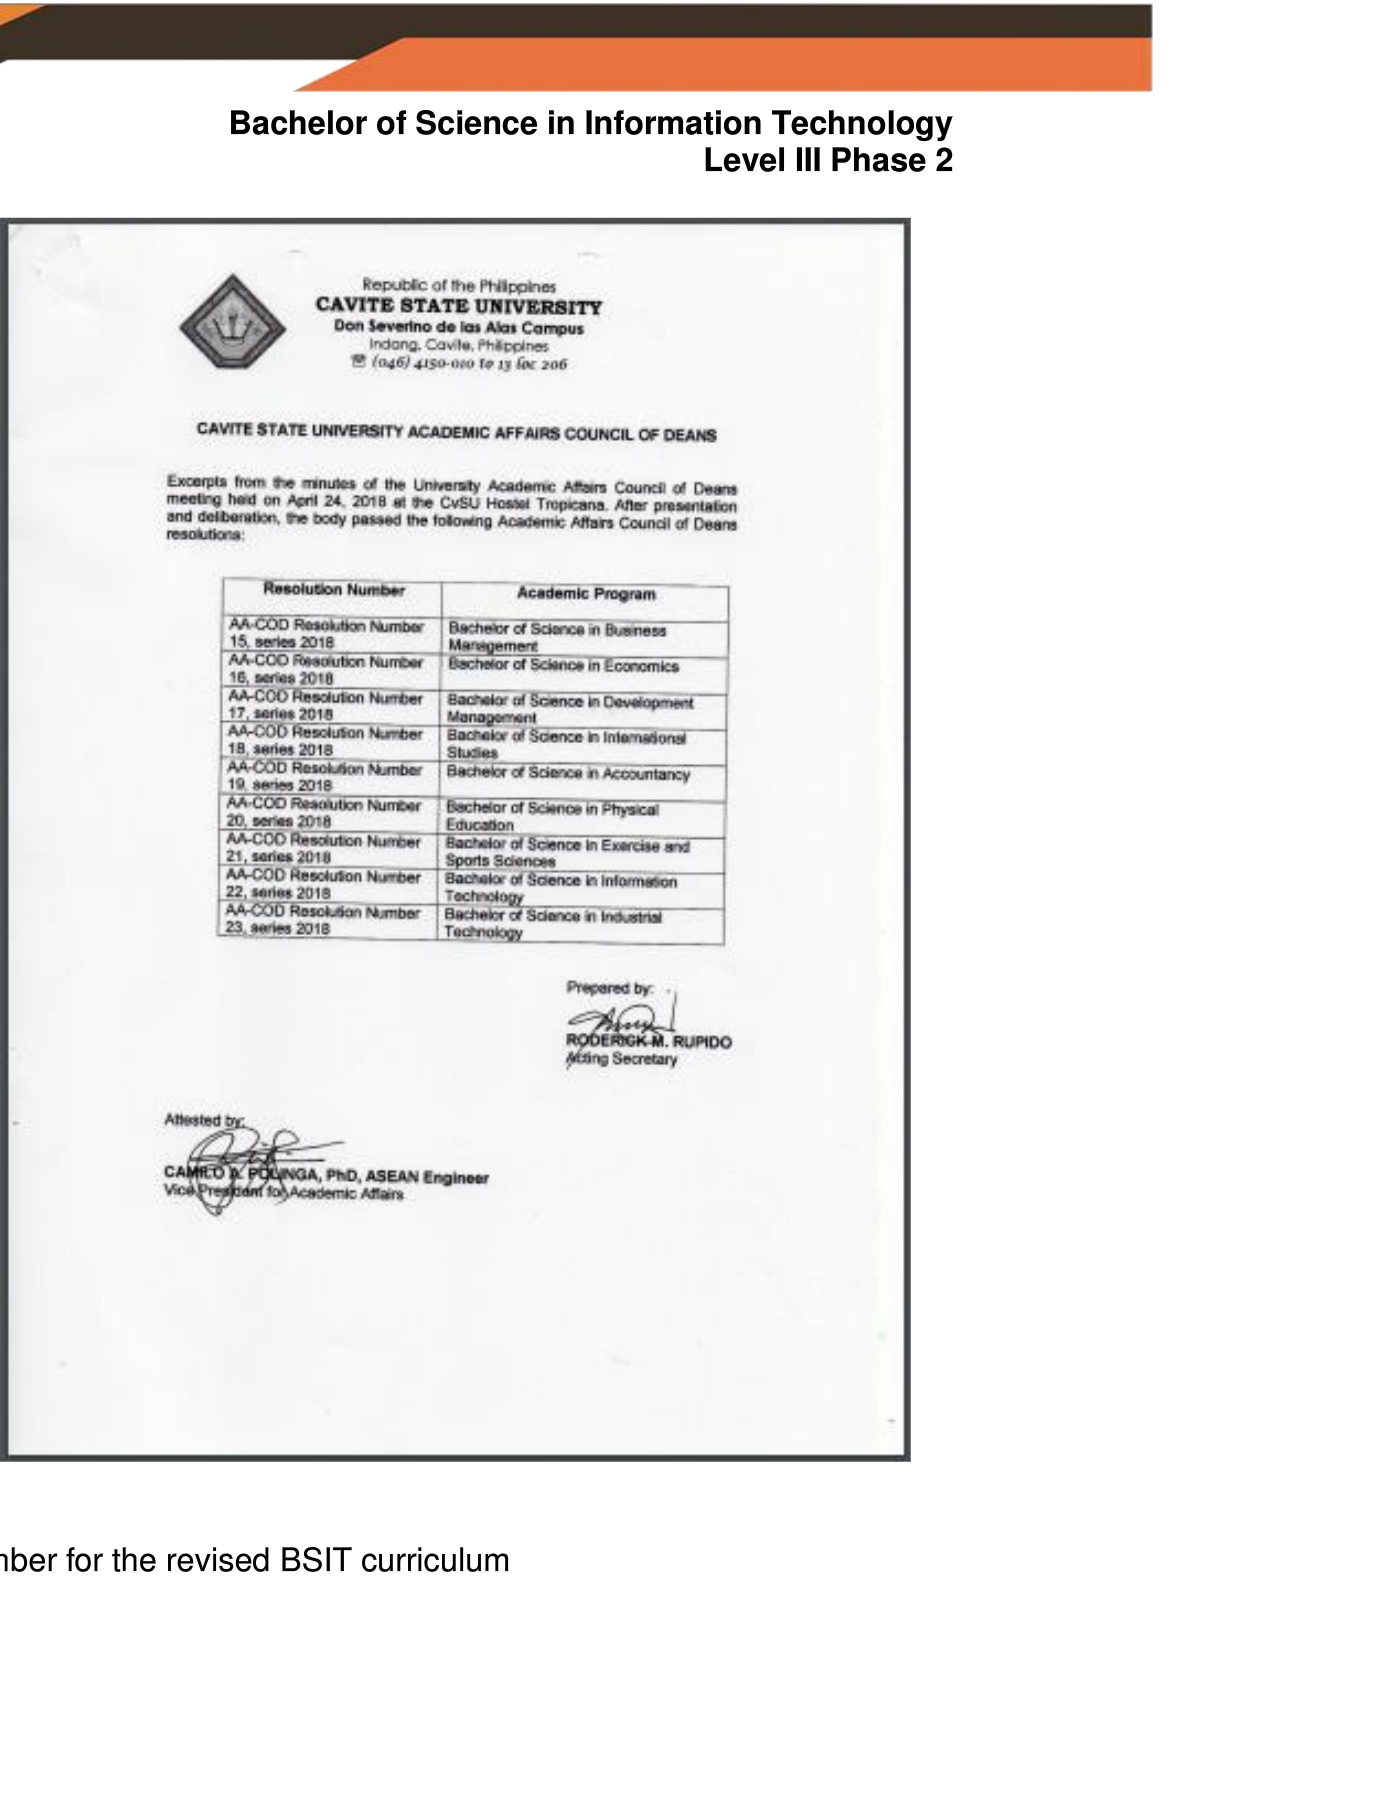 Bachelor of Science in Information Technology
Level III Phase 2
Republic of the Philippines
CAVITE STATE UNIVERSITY
Don Severino de las Alas Campus
Indang, Cavite, Philippines
☎ (046) 4150-010 to 13 loc 206
CAVITE STATE UNIVERSITY ACADEMIC AFFAIRS COUNCIL OF DEANS
Excerpts from the minutes of the University Academic Affairs Council of Deans
meeting held on April 24, 2018 at the CvSU Hostel Tropicana. After presentation
and deliberation, the body passed the following Academic Affairs Council of Deans
resolutions:
Resolution Number Academic Program
AA-COD Resolution Number Bachelor of Science in Business
15, series 2018 Management
AA-COD Resolution Number Bachelor of Science in Economics
16, series 2018
AA-COD Resolution Number Bachelor of Science in Development
17, series 2018 Management
AA-COD Resolution Number Bachelor of Science in International
18, series 2018 Studies
AA-COD Resolution Number Bachelor of Science in Accountancy
19, series 2018
AA-COD Resolution Number Bachelor of Science in Physical
20, series 2018 Education
AA-COD Resolution Number Bachelor of Science in Exercise and
21, series 2018 Sports Sciences
AA-COD Resolution Number Bachelor of Science in Information
22, series 2018 Technology
AA-COD Resolution Number Bachelor of Science in Industrial
23, series 2018 Technology
Prepared by:
RODERICK M. RUPIDO
Acting Secretary
Attested by:
CAMILO A. POLINGA, PhD, ASEAN Engineer
Vice President for Academic Affairs
mber for the revised BSIT curriculum